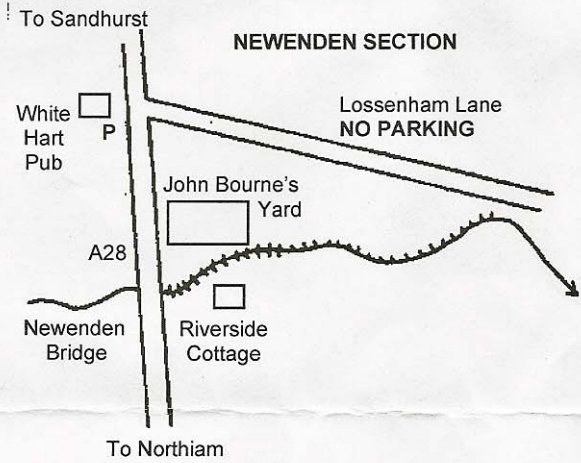 To Sandhurst
NEWENDEN SECTION
White
Hart
Pub
P
Lossenham Lane
NO PARKING
John Bourne's
Yard
A28
Newenden
Bridge
Riverside
Cottage
To Northiam